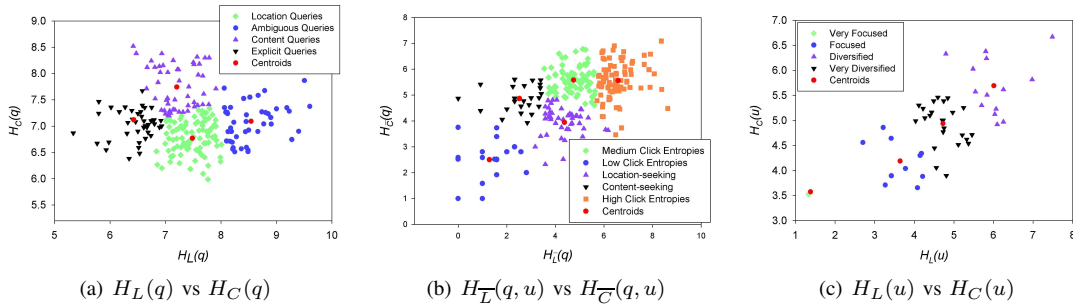 Location Queries
Ambiguous Queries
Content Queries
Explicit Queries
Centroids
9.0
8.5
8.0
7.5
7.0
6.5
6.0
5.5
H_C(q)
5 6 7 8 9 10
H_L(q)
(a) H_L(q) vs H_C(q)
8
7
6
5
4
3
2
1
0
H_C(q)
Medium Click Entropies
Low Click Entropies
Location-seeking
Content-seeking
High Click Entropies
Centroids
0 2 4 6 8 10
H_L̅(q)
(b) H_L̅(q, u) vs H_C̅(q, u)
7.0
6.5
6.0
5.5
5.0
4.5
4.0
3.5
3.0
H_C(u)
Very Focused
Focused
Diversified
Very Diversified
Centroids
1 2 3 4 5 6 7 8
H_L(u)
(c) H_L(u) vs H_C(u)